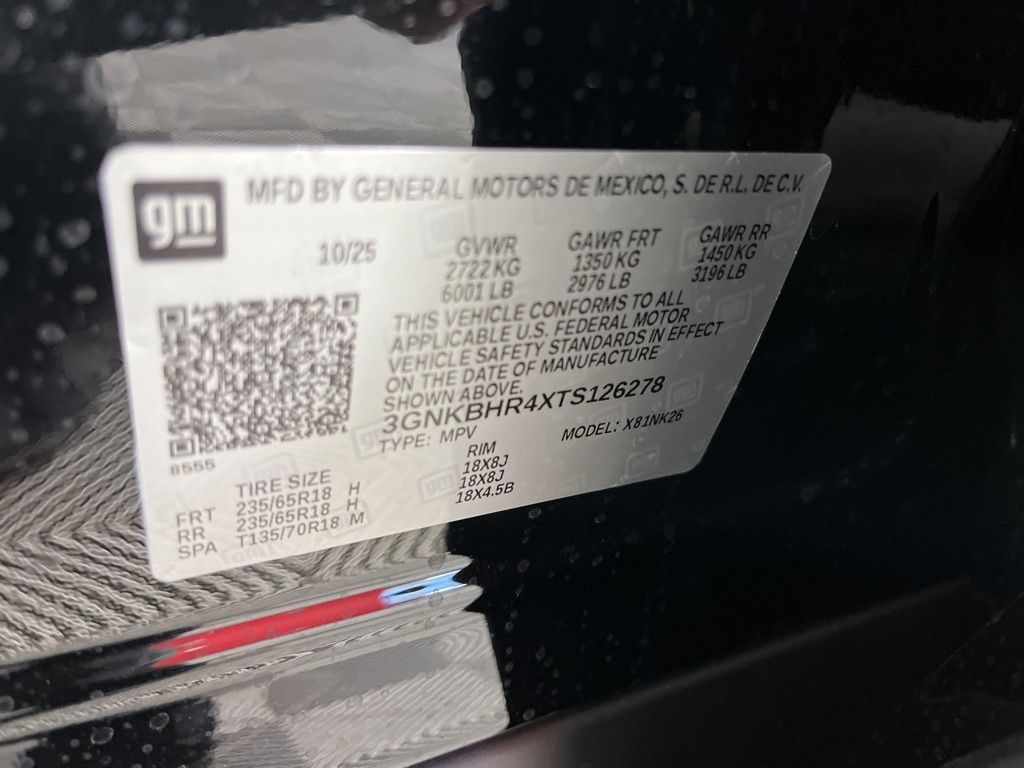 gm
MFD BY GENERAL MOTORS DE MEXICO, S. DE R.L. DE C.V.
10/25 GVWR GAWR FRT GAWR RR
2722 KG 1350 KG 1450 KG
6001 LB 2976 LB 3196 LB
THIS VEHICLE CONFORMS TO ALL
APPLICABLE U.S. FEDERAL MOTOR
VEHICLE SAFETY STANDARDS IN EFFECT
ON THE DATE OF MANUFACTURE
SHOWN ABOVE.
3GNKBHR4XTS126278
TYPE: MPV MODEL: X81NK26
8555
TIRE SIZE RIM
FRT 235/65R18 H 18X8J
RR 235/65R18 H 18X8J
SPA T135/70R18 M 18X4.5B